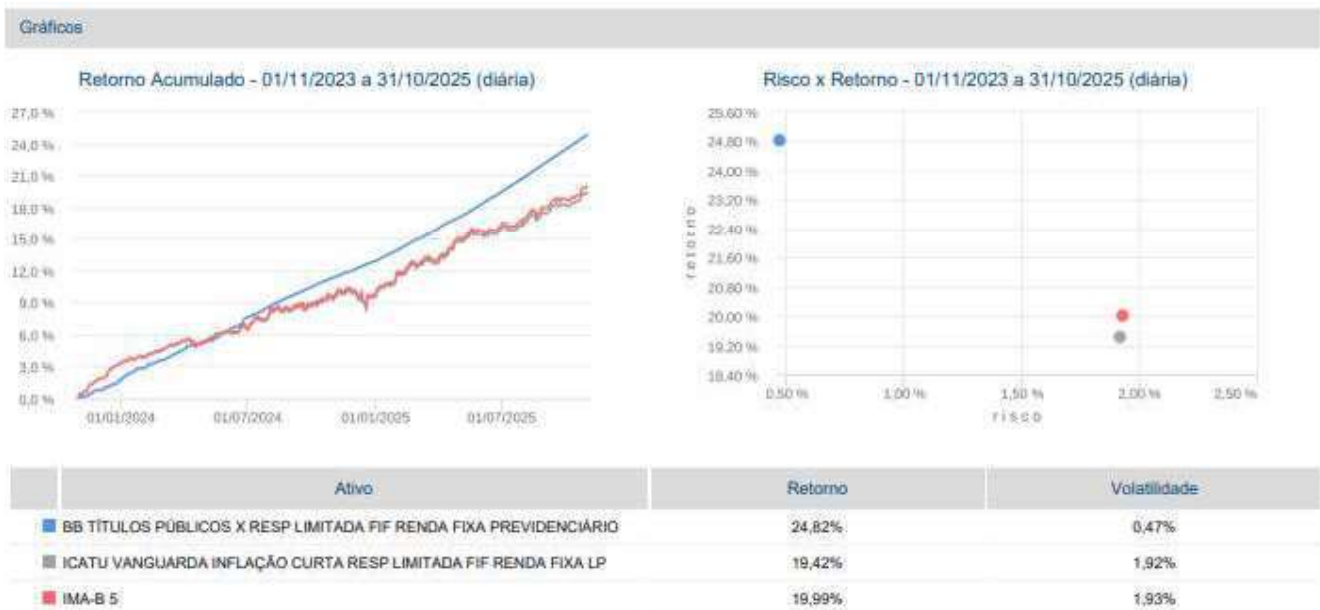 Gráficos
Retorno Acumulado - 01/11/2023 a 31/10/2025 (diária)
27,0 %
24,0 %
21,0 %
18,0 %
15,0 %
12,0 %
9,0 %
6,0 %
3,0 %
0,0 %
01/01/2024 01/07/2024 01/01/2025 01/07/2025
Risco x Retorno - 01/11/2023 a 31/10/2025 (diária)
retorno
25,60 %
24,80 %
24,00 %
23,20 %
22,40 %
21,60 %
20,80 %
20,00 %
19,20 %
18,40 %
0,50 % 1,00 % 1,50 % 2,00 % 2,50 %
risco
Ativo Retorno Volatilidade
BB TÍTULOS PÚBLICOS X RESP LIMITADA FIF RENDA FIXA PREVIDENCIÁRIO 24,82% 0,47%
ICATU VANGUARDA INFLAÇÃO CURTA RESP LIMITADA FIF RENDA FIXA LP 19,42% 1,92%
IMA-B 5 19,99% 1,93%